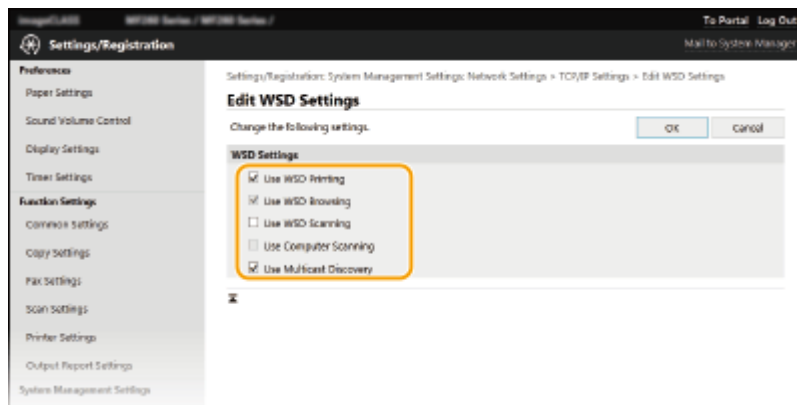 To Portal Log Out
Settings/Registration
Mail to System Manager
Preferences
Paper Settings
Sound Volume Control
Display Settings
Timer Settings
Function Settings
Common Settings
Copy Settings
Fax Settings
Scan Settings
Printer Settings
Output Report Settings
System Management Settings
Settings/Registration: System Management Settings: Network Settings > TCP/IP Settings > Edit WSD Settings
Edit WSD Settings
Change the following settings.
OK
Cancel
WSD Settings
Use WSD Printing
Use WSD Browsing
Use WSD Scanning
Use Computer Scanning
Use Multicast Discovery